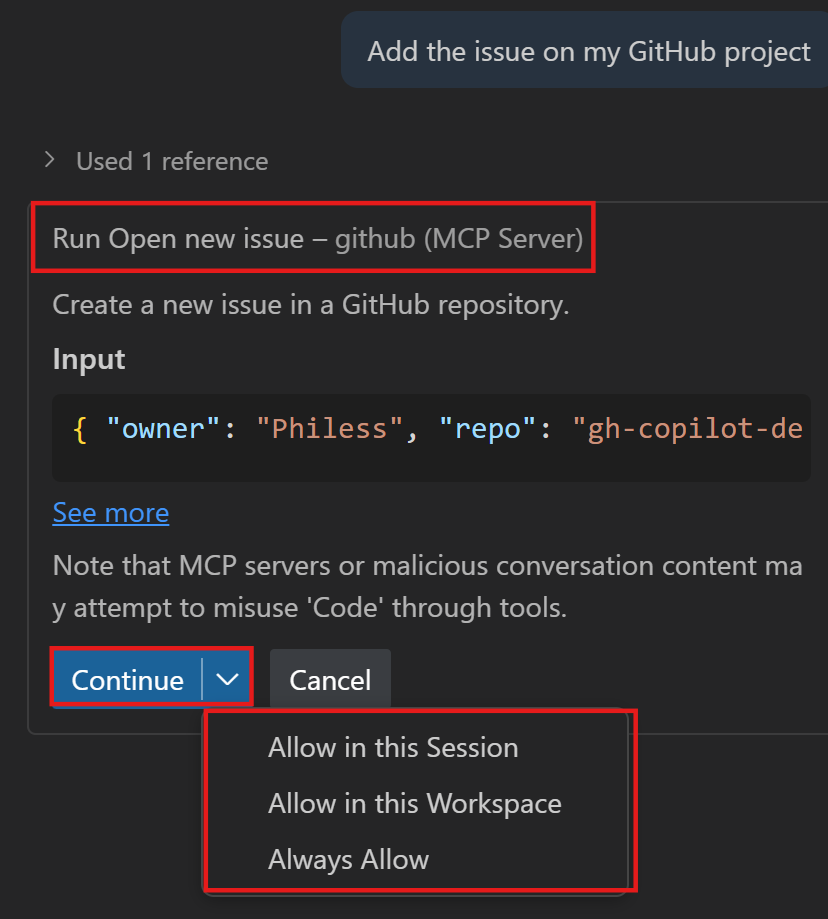 Add the issue on my GitHub project
Used 1 reference
Run Open new issue – github (MCP Server)
Create a new issue in a GitHub repository.
Input
{ "owner": "Philess", "repo": "gh-copilot-de
See more
Note that MCP servers or malicious conversation content ma
y attempt to misuse 'Code' through tools.
Continue Cancel
Allow in this Session
Allow in this Workspace
Always Allow